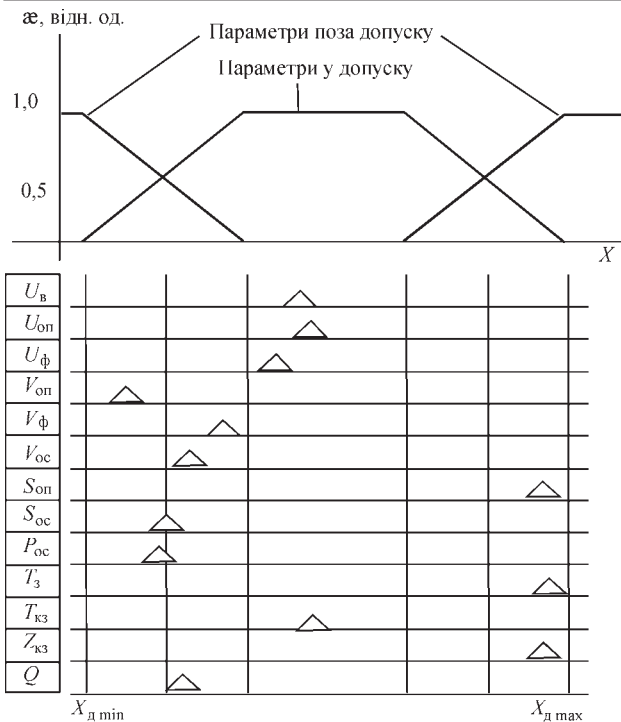 æ, відн. од.
Параметри поза допуску
Параметри у допуску
1,0
0,5
X
Uв
Uоп
Uф
Vоп
Vф
Vос
Sоп
Sос
Pос
Tз
Tкз
Zкз
Q
Xд min
Xд max